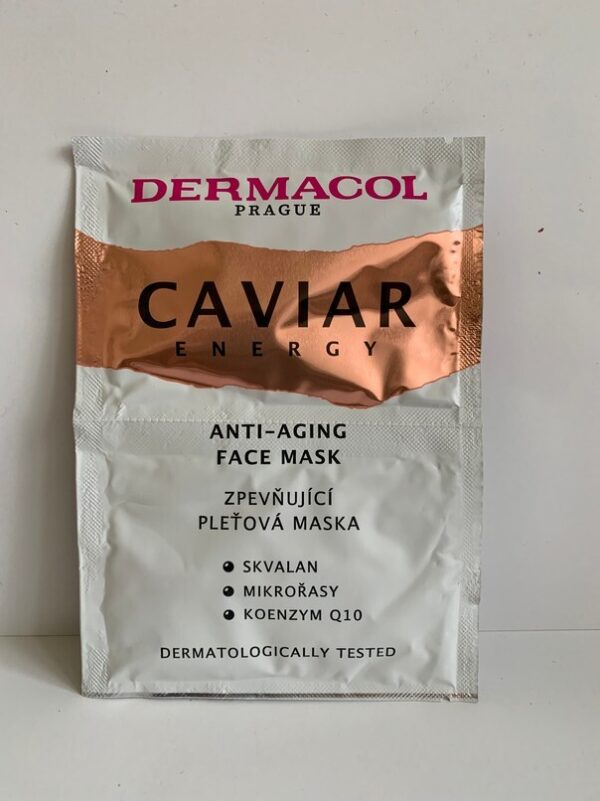 DERMACOL
PRAGUE
CAVIAR
ENERGY
ANTI-AGING
FACE MASK
ZPEVŇUJÍCÍ
PLEŤOVÁ MASKA
SKVALAN
MIKROŘASY
KOENZYM Q10
DERMATOLOGICALLY TESTED